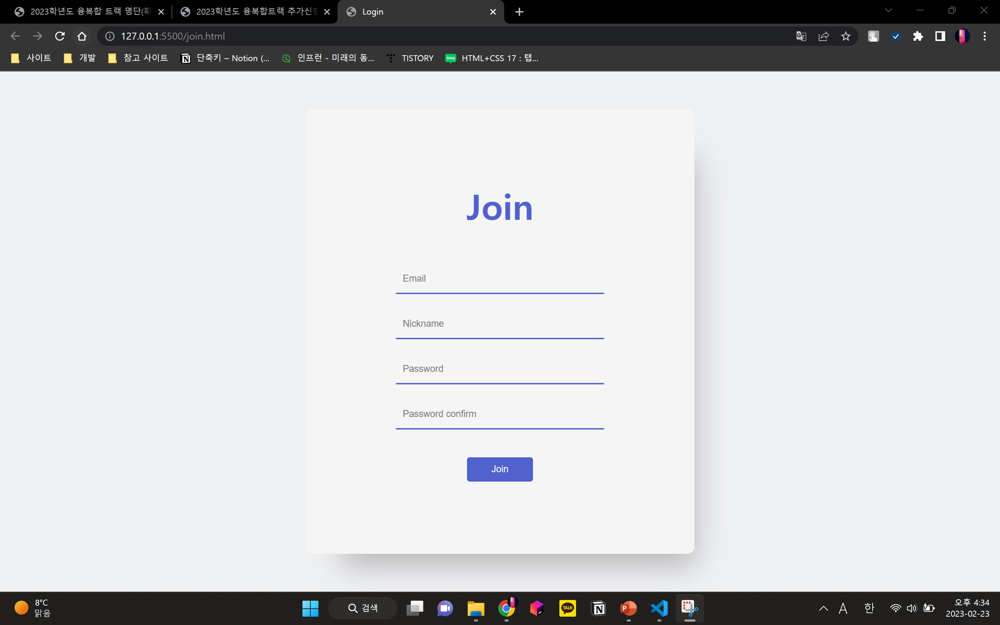 2023학년도 융복합 트랙 명단(확
2023학년도 융복합트랙 추가신청
Login
127.0.0.1:5500/join.html
사이트
개발
참고 사이트
단축키 – Notion (...
인프런 - 미래의 동...
TISTORY
blog
HTML+CSS 17 : 탭...
Join
Email
Nickname
Password
Password confirm
Join
8°C
맑음
검색
TALK
A
한
오후 4:34
2023-02-23